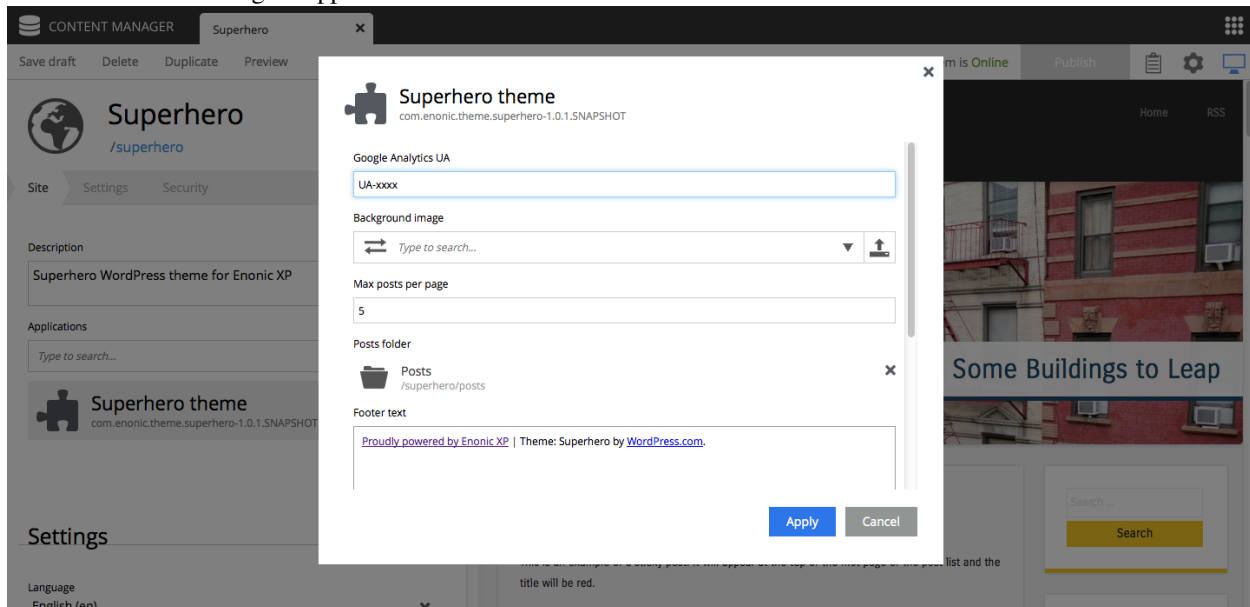 CONTENT MANAGER
Superhero
Save draft Delete Duplicate Preview
m is Online
Publish
Superhero
/superhero
Site Settings Security
Description
Superhero WordPress theme for Enonic XP
Applications
Type to search...
Superhero theme
com.enonic.theme.superhero-1.0.1.SNAPSHOT
Settings
Language
English (en)
Superhero theme
com.enonic.theme.superhero-1.0.1.SNAPSHOT
Google Analytics UA
UA-xxxx
Background image
Type to search...
Max posts per page
5
Posts folder
Posts
/superhero/posts
Footer text
Proudly powered by Enonic XP | Theme: Superhero by WordPress.com.
Apply Cancel
Home RSS
Some Buildings to Leap
Search ...
Search
list and the
title will be red.